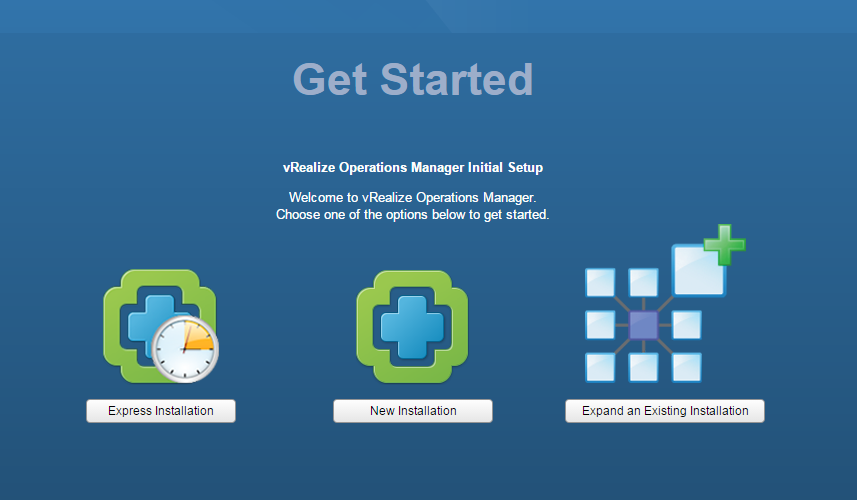 Get Started
vRealize Operations Manager Initial Setup
Welcome to vRealize Operations Manager.
Choose one of the options below to get started.
Express Installation
New Installation
Expand an Existing Installation